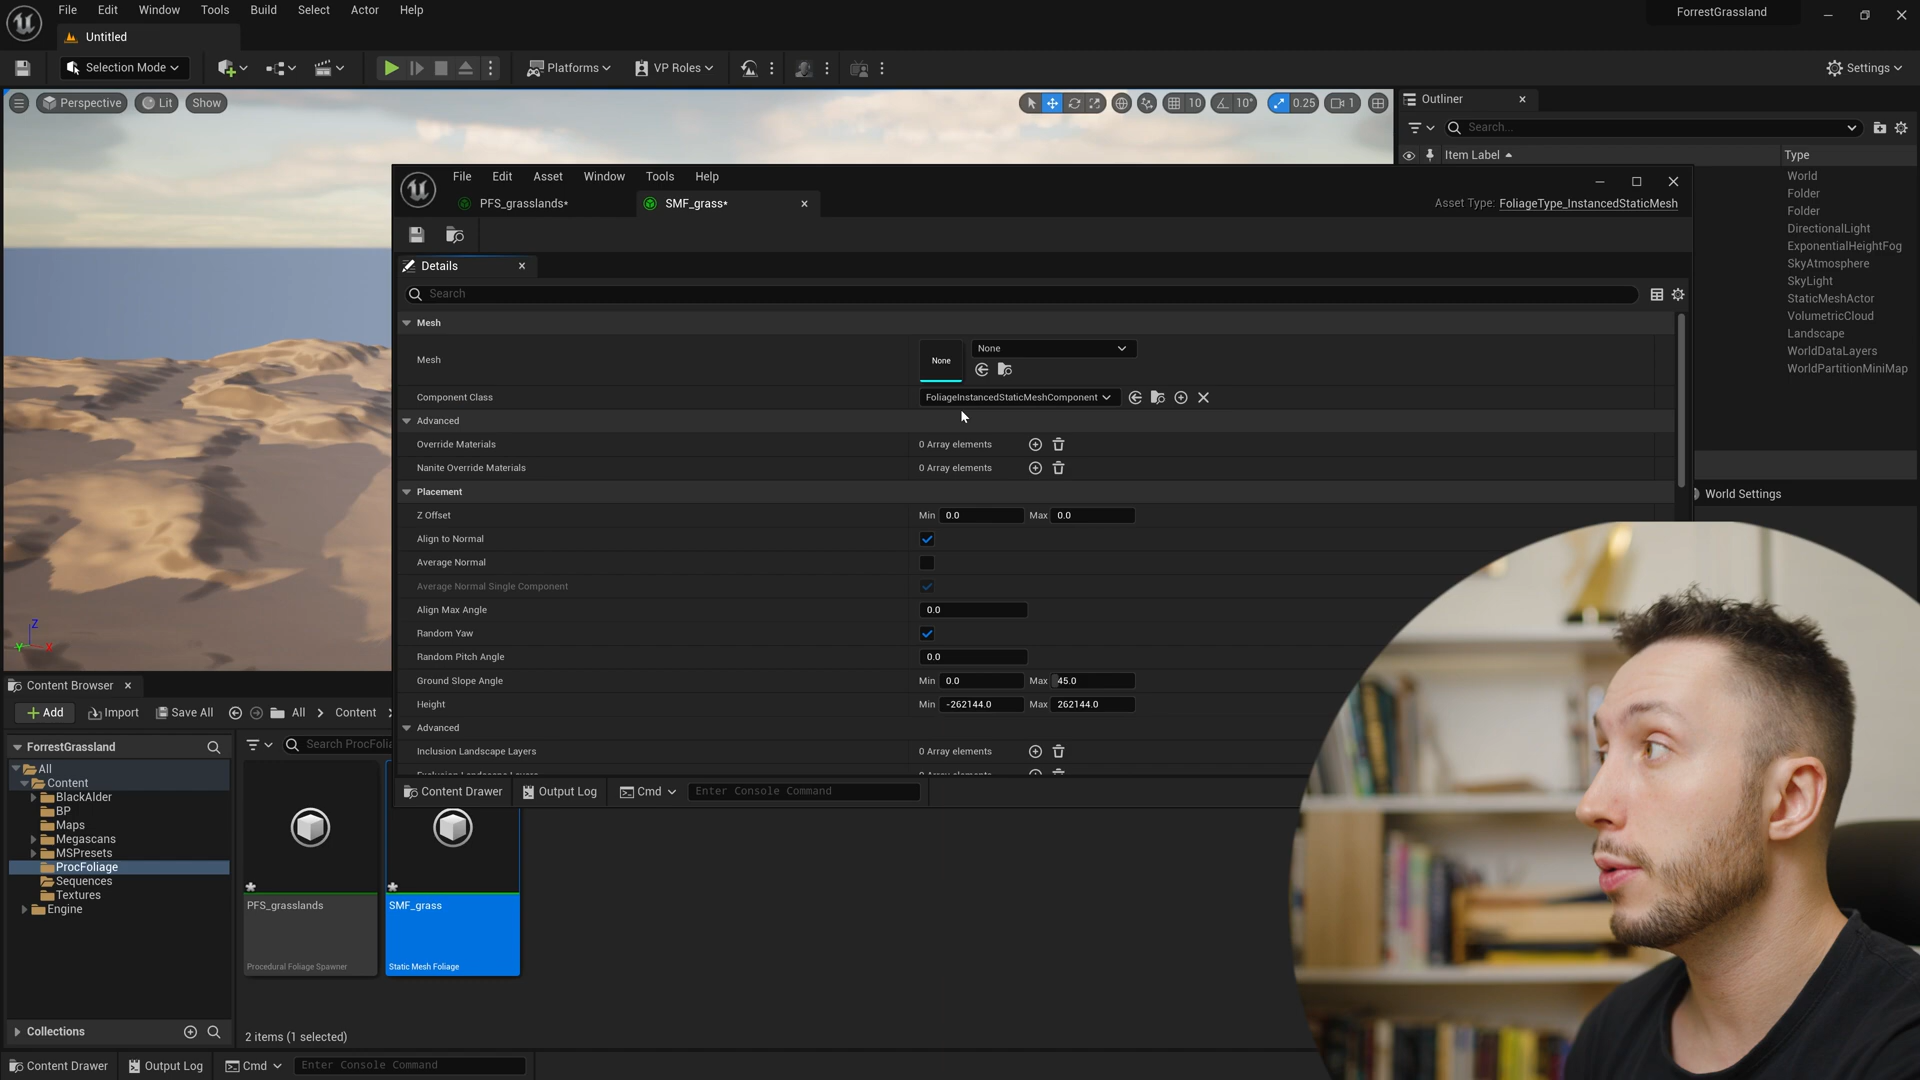 File Edit Window Tools Build Select Actor Help
ForrestGrassland
Untitled
Selection Mode
Platforms
VP Roles
Settings
Perspective
Lit
Show
10
10°
0.25
1
Outliner
Search...
Item Label
Type
World
Folder
Folder
DirectionalLight
ExponentialHeightFog
SkyAtmosphere
SkyLight
StaticMeshActor
VolumetricCloud
Landscape
WorldDataLayers
WorldPartitionMiniMap
World Settings
File Edit Asset Window Tools Help
PFS_grasslands*
SMF_grass*
Asset Type: FoliageType_InstancedStaticMesh
Details
Search
Mesh
Mesh
None
None
Component Class
FoliageInstancedStaticMeshComponent
Advanced
Override Materials
0 Array elements
Nanite Override Materials
0 Array elements
Placement
Z Offset
Min 0.0 Max 0.0
Align to Normal
Average Normal
Average Normal Single Component
Align Max Angle
0.0
Random Yaw
Random Pitch Angle
0.0
Ground Slope Angle
Min 0.0 Max 45.0
Height
Min -262144.0 Max 262144.0
Advanced
Inclusion Landscape Layers
0 Array elements
Content Drawer
Output Log
Cmd
Enter Console Command
Z
Y
X
Content Browser
Add
Import
Save All
All
Content
ForrestGrassland
Search ProcFolia
All
Content
BlackAlder
BP
Maps
Megascans
MSPresets
ProcFoliage
Sequences
Textures
Engine
Collections
PFS_grasslands
Procedural Foliage Spawner
SMF_grass
Static Mesh Foliage
2 items (1 selected)
Content Drawer
Output Log
Cmd
Enter Console Command